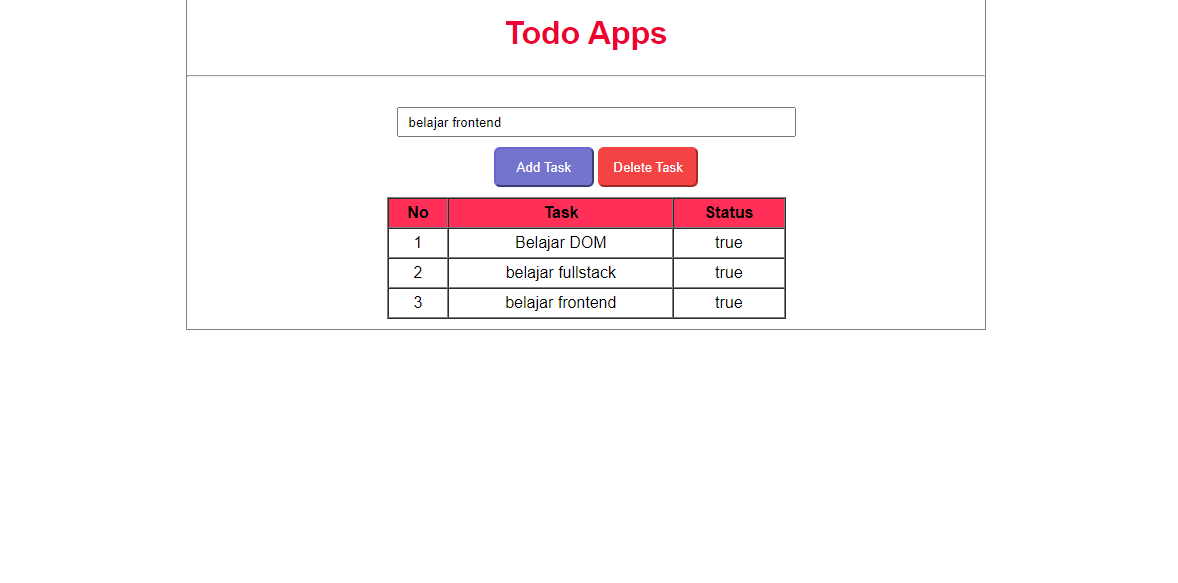 Todo Apps
belajar frontend
Add Task Delete Task
No Task Status
1 Belajar DOM true
2 belajar fullstack true
3 belajar frontend true